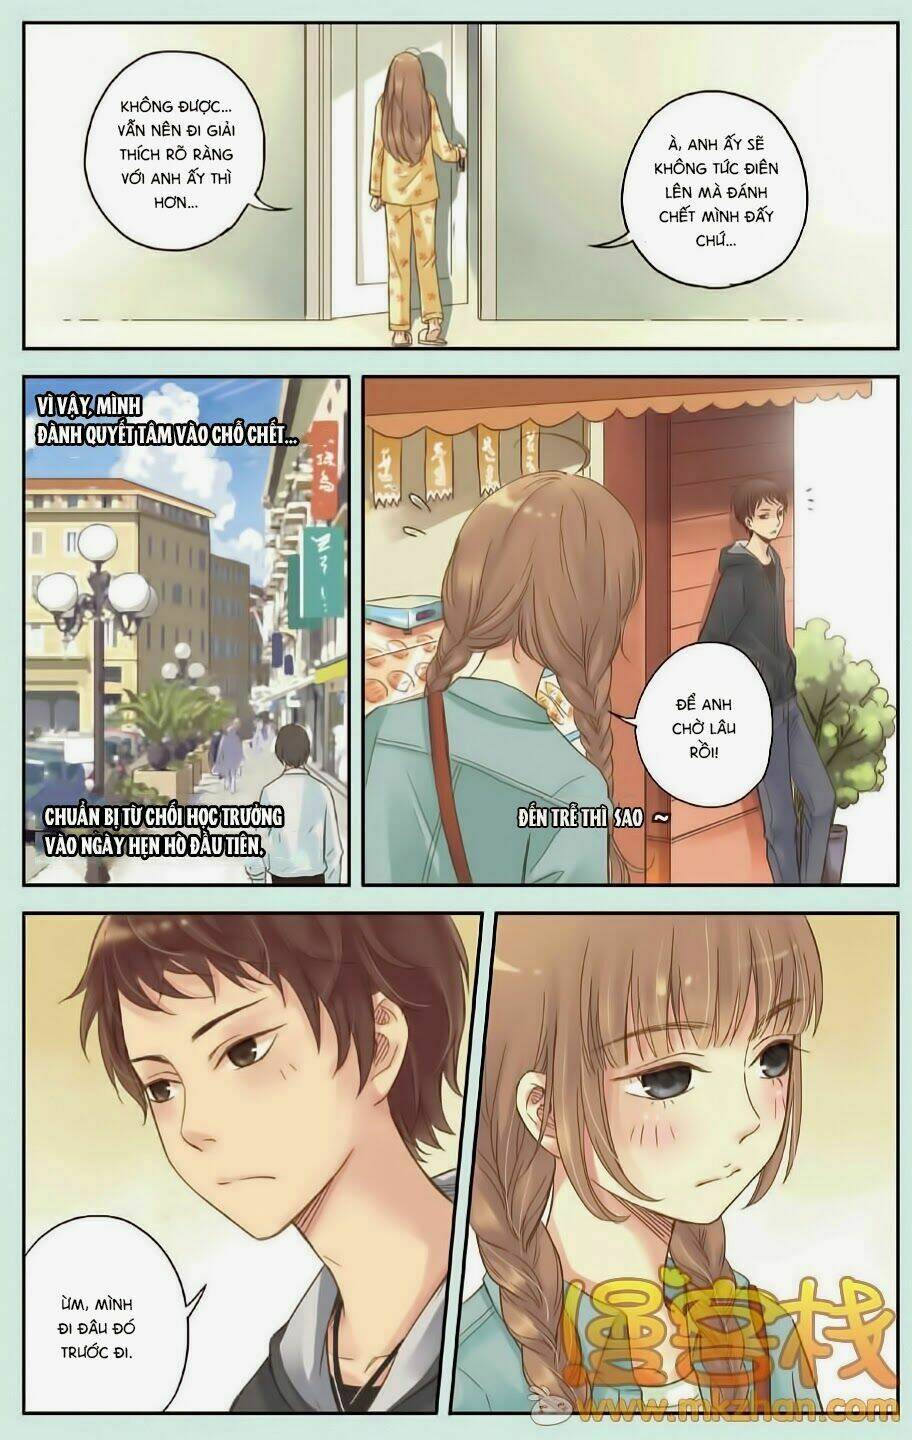 KHÔNG ĐƯỢC...
VẪN NÊN ĐI GIẢI
THÍCH RÕ RÀNG
VỚI ANH ẤY THÌ
HƠN...
À, ANH ẤY SẼ
KHÔNG TỨC ĐIÊN
LÊN MÀ ĐÁNH
CHẾT MÌNH ĐẤY
CHỨ...
VÌ VẬY, MÌNH
ĐÀNH QUYẾT TÂM VÀO CHỖ CHẾT...
CHUẨN BỊ TỪ CHỐI HỌC TRƯỞNG
VÀO NGÀY HẸN HÒ ĐẦU TIÊN.
ĐỂ ANH
CHỜ LÂU
RỒI!
ĐẾN TRỄ THÌ SAO ~
ỪM, MÌNH
ĐI ĐÂU ĐÓ
TRƯỚC ĐI.
漫客栈
www.mkzhan.com